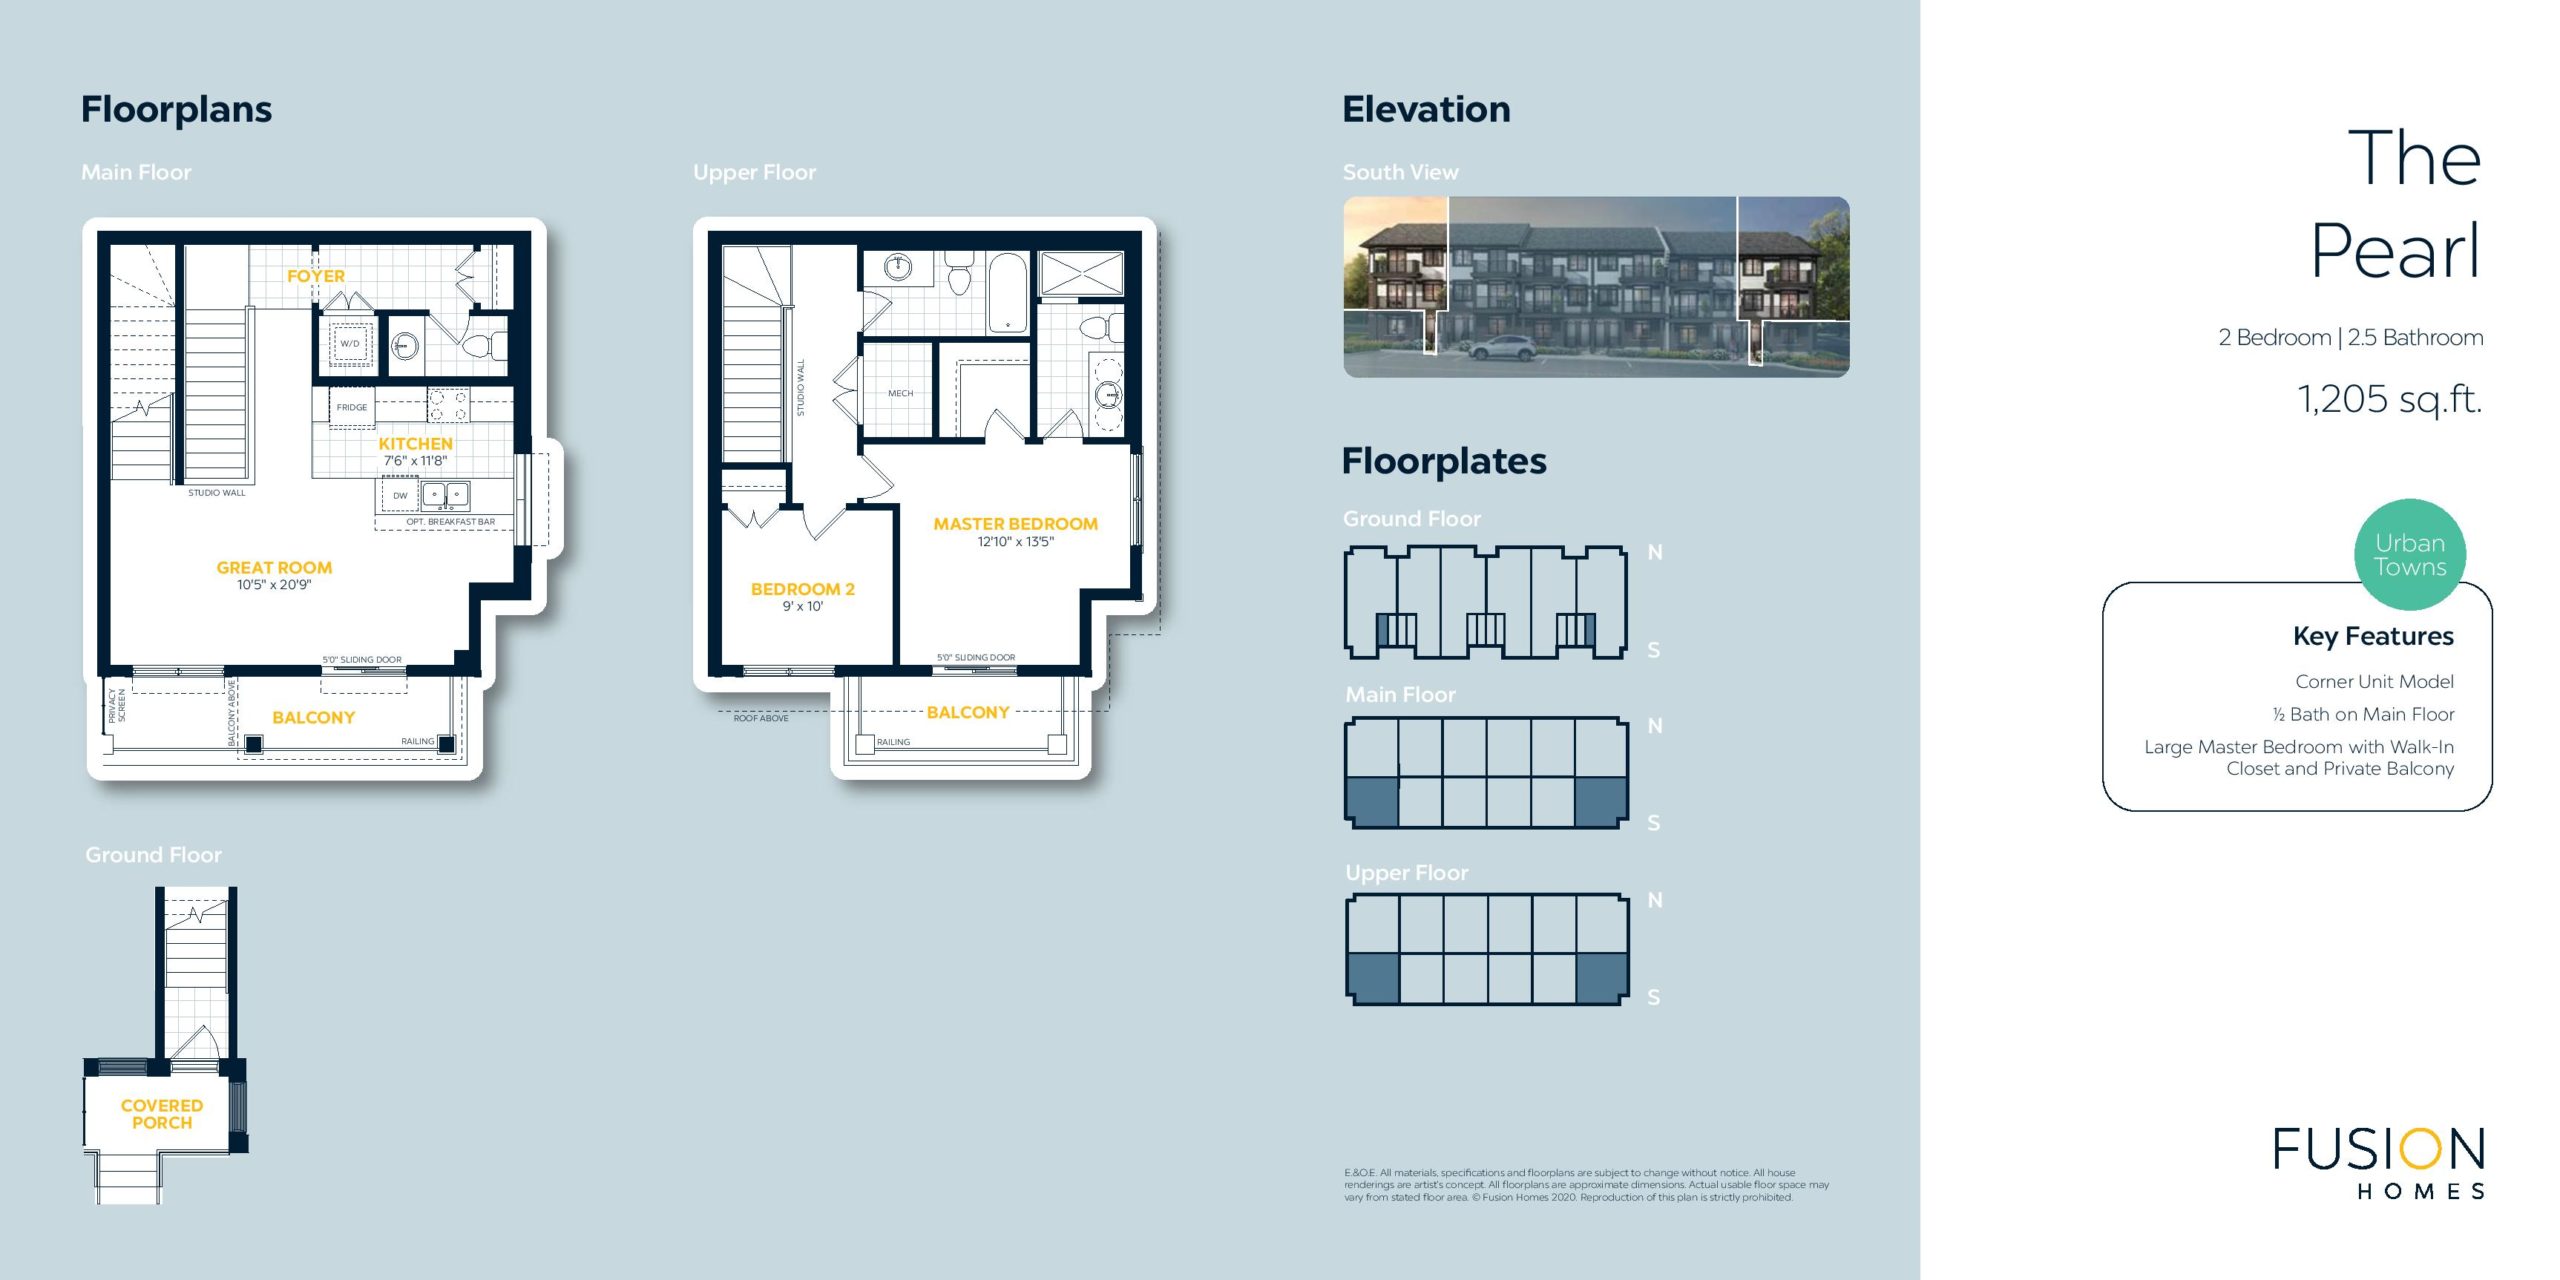 Floorplans
Main Floor
FOYER
W/D
FRIDGE
KITCHEN
7'6" x 11'8"
DW
STUDIO WALL
OPT. BREAKFAST BAR
GREAT ROOM
10'5" x 20'9"
5'0" SLIDING DOOR
PRIVACY
SCREEN
BALCONY ABOVE
BALCONY
RAILING
Upper Floor
STUDIO WALL
MECH
MASTER BEDROOM
12'10" x 13'5"
BEDROOM 2
9' x 10'
5'0" SLIDING DOOR
ROOF ABOVE
BALCONY
RAILING
Ground Floor
COVERED
PORCH
Elevation
South View
Floorplates
Ground Floor
N
S
Main Floor
N
S
Upper Floor
N
S
E.&O.E. All materials, specifications and floorplans are subject to change without notice. All house
renderings are artist's concept. All floorplans are approximate dimensions. Actual usable floor space may
vary from stated floor area. © Fusion Homes 2020. Reproduction of this plan is strictly prohibited.
The
Pearl
2 Bedroom | 2.5 Bathroom
1,205 sq.ft.
Urban
Towns
Key Features
Corner Unit Model
½ Bath on Main Floor
Large Master Bedroom with Walk-In
Closet and Private Balcony
FUSION
HOMES